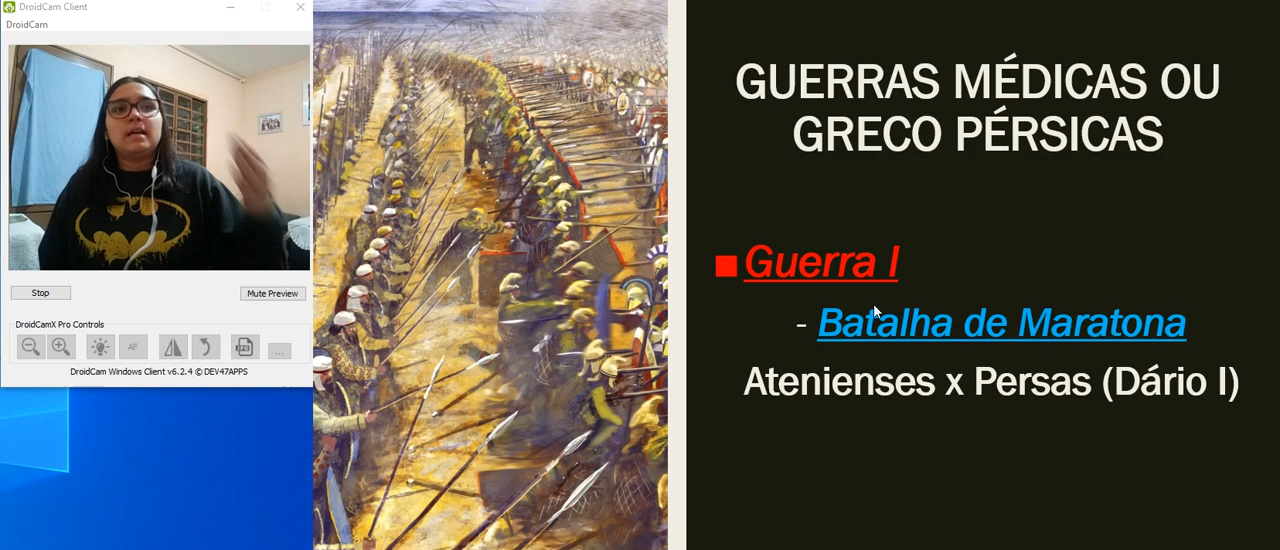 DroidCam Client
DroidCam
Stop
Mute Preview
DroidCamX Pro Controls
AF
...
DroidCam Windows Client v6.2.4 © DEV47APPS
GUERRAS MÉDICAS OU
GRECO PÉRSICAS
Guerra I
- Batalha de Maratona
Atenienses x Persas (Dário I)